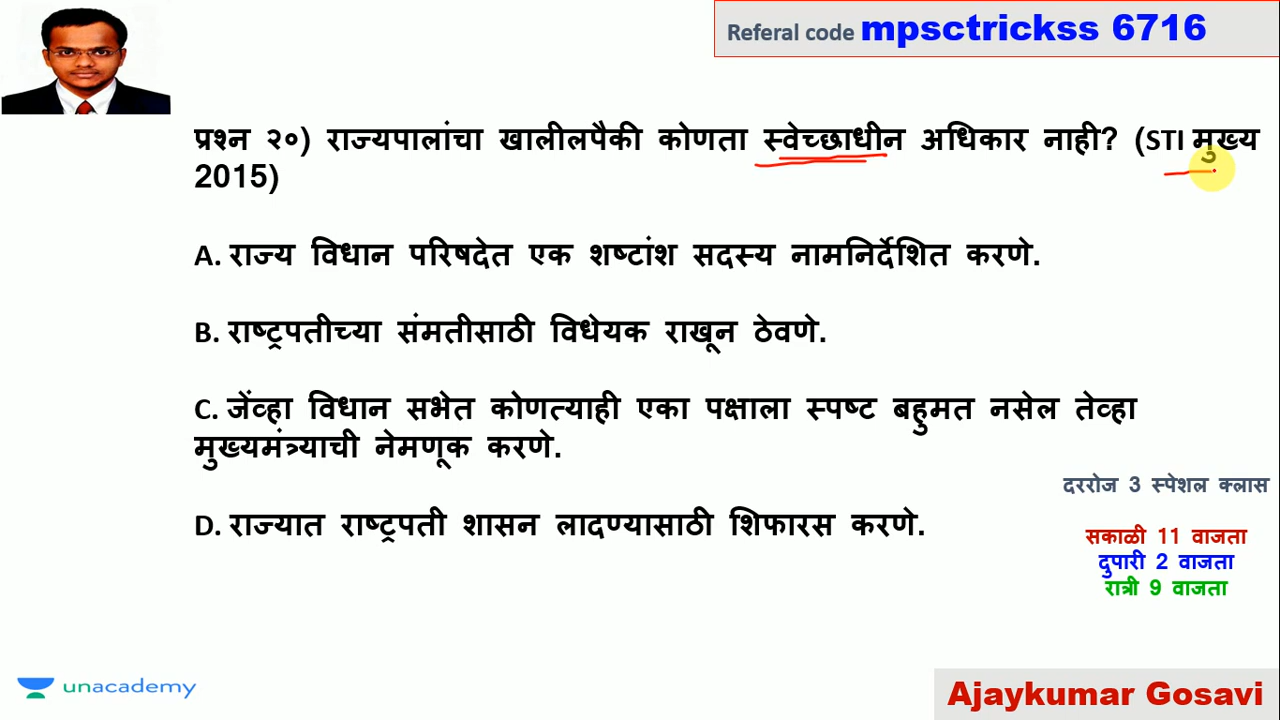 Referal code mpsctrickss 6716
प्रश्न २०) राज्यपालांचा खालीलपैकी कोणता स्वेच्छाधीन अधिकार नाही? (STI मुख्य
2015)
A. राज्य विधान परिषदेत एक शष्टांश सदस्य नामनिर्देशित करणे.
B. राष्ट्रपतीच्या संमतीसाठी विधेयक राखून ठेवणे.
C. जेंव्हा विधान सभेत कोणत्याही एका पक्षाला स्पष्ट बहुमत नसेल तेव्हा
मुख्यमंत्र्याची नेमणूक करणे.
D. राज्यात राष्ट्रपती शासन लादण्यासाठी शिफारस करणे.
दररोज 3 स्पेशल क्लास
सकाळी 11 वाजता
दुपारी 2 वाजता
रात्री 9 वाजता
unacademy
Ajaykumar Gosavi